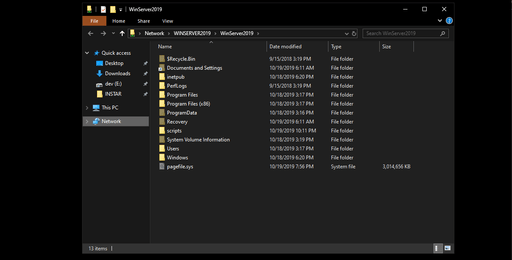 WinServer2019
File Home Share View
Network WINSERVER2019 WinServer2019 Search WinServer2019
Name Date modified Type Size
Quick access
Desktop
Downloads
dev (E:)
INSTAR
This PC
Network
$Recycle.Bin 9/15/2018 3:19 PM File folder
Documents and Settings 10/19/2019 6:11 AM File folder
inetpub 10/18/2019 6:20 PM File folder
PerfLogs 9/15/2018 3:19 PM File folder
Program Files 10/18/2019 3:17 PM File folder
Program Files (x86) 10/18/2019 3:17 PM File folder
ProgramData 10/18/2019 3:16 PM File folder
Recovery 10/19/2019 6:11 AM File folder
scripts 10/19/2019 10:11 PM File folder
System Volume Information 10/18/2019 3:19 PM File folder
Users 10/18/2019 3:17 PM File folder
Windows 10/18/2019 6:20 PM File folder
pagefile.sys 10/19/2019 7:56 PM System file 3,014,656 KB
13 items